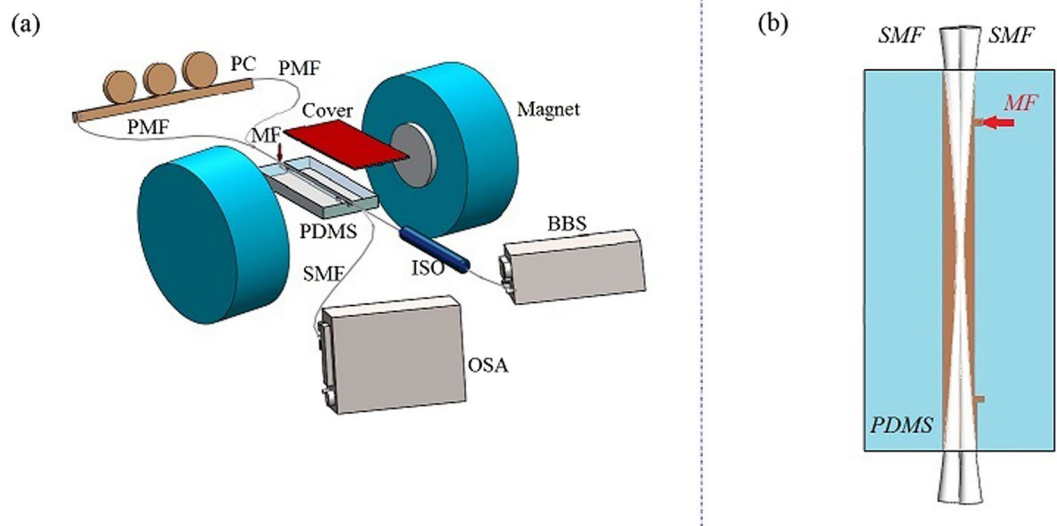 (a)
PC
PMF
PMF
Cover
Magnet
MF
PDMS
BBS
SMF
ISO
OSA
(b)
SMF SMF
MF
PDMS